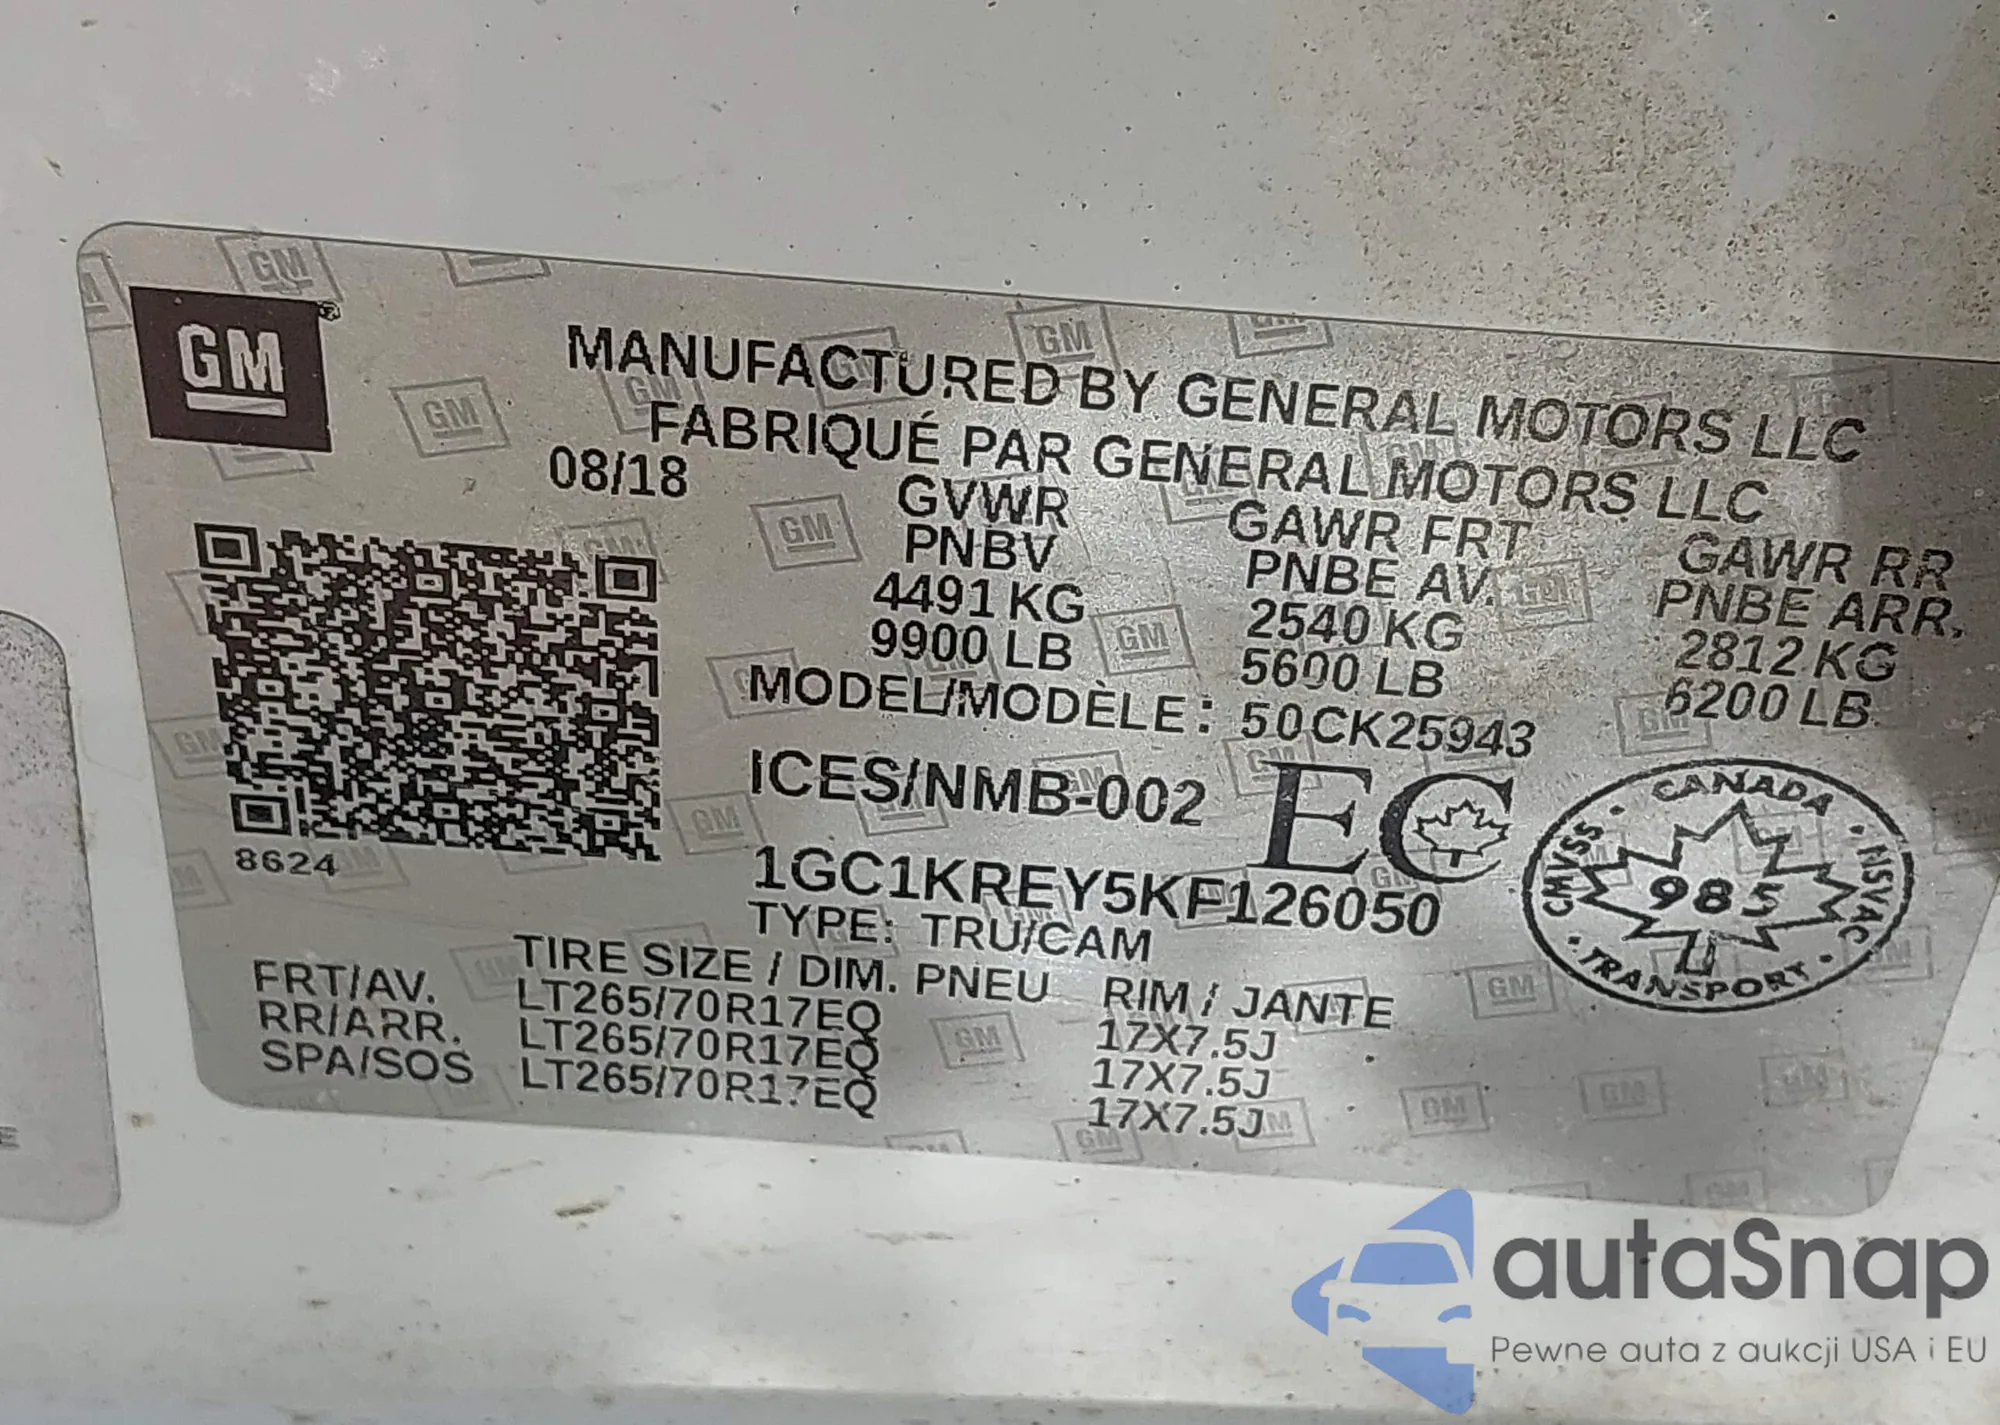 GM
MANUFACTURED BY GENERAL MOTORS LLC
FABRIQUÉ PAR GENERAL MOTORS LLC
08/18
GVWR GAWR FRT GAWR RR
PNBV PNBE AV. PNBE ARR.
4491 KG 2540 KG 2812 KG
9900 LB 5600 LB 6200 LB
MODEL/MODÈLE: 50CK25943
ICES/NMB-002 EC
CANADA
CMVSS 985 NSVAC
TRANSPORT
8624
1GC1KREY5KF126050
TYPE: TRU/CAM
TIRE SIZE / DIM. PNEU RIM / JANTE
FRT/AV. LT265/70R17EQ 17X7.5J
RR/ARR. LT265/70R17EQ 17X7.5J
SPA/SOS LT265/70R17EQ 17X7.5J
autaSnap
Pewne auta z aukcji USA i EU